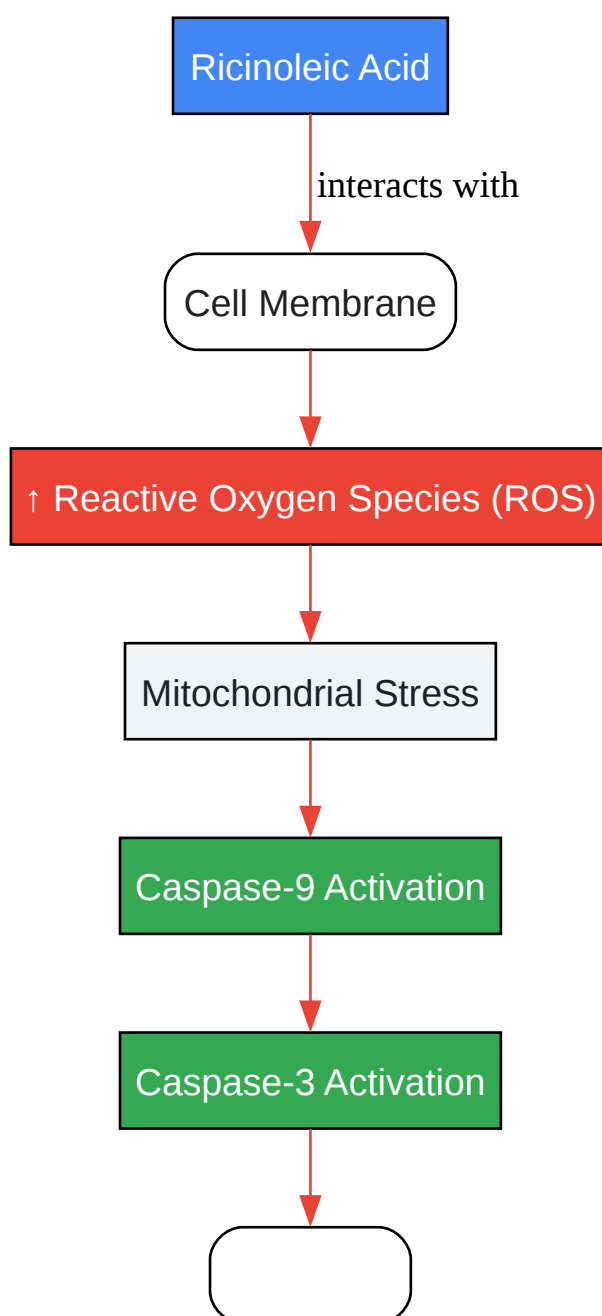 Ricinoleic Acid
interacts with
Cell Membrane
↑ Reactive Oxygen Species (ROS)
Mitochondrial Stress
Caspase-9 Activation
Caspase-3 Activation